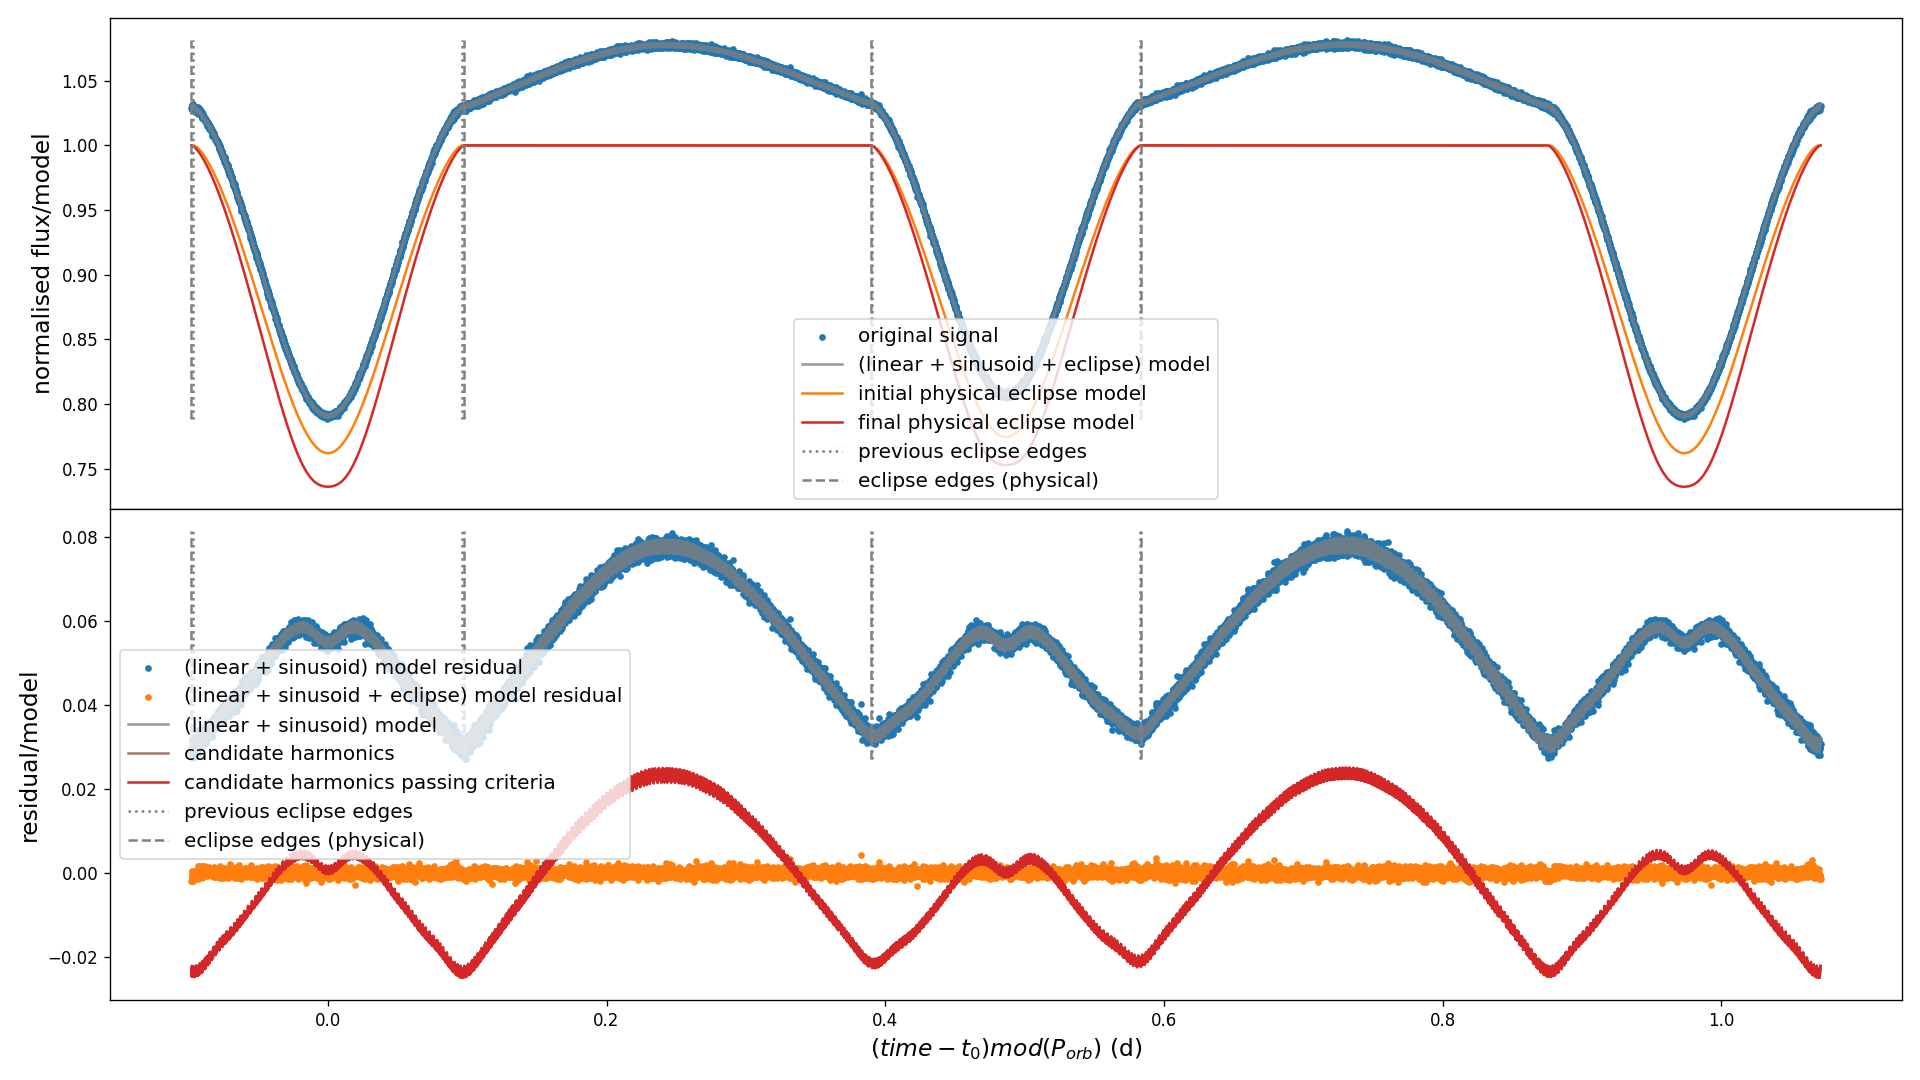 normalised flux/model
1.05
1.00
0.95
0.90
0.85
0.80
0.75
original signal
(linear + sinusoid + eclipse) model
initial physical eclipse model
final physical eclipse model
previous eclipse edges
eclipse edges (physical)
residual/model
0.08
0.06
0.04
0.02
0.00
−0.02
(linear + sinusoid) model residual
(linear + sinusoid + eclipse) model residual
(linear + sinusoid) model
candidate harmonics
candidate harmonics passing criteria
previous eclipse edges
eclipse edges (physical)
0.0 0.2 0.4 0.6 0.8 1.0
(time − t₀)mod(P_orb) (d)